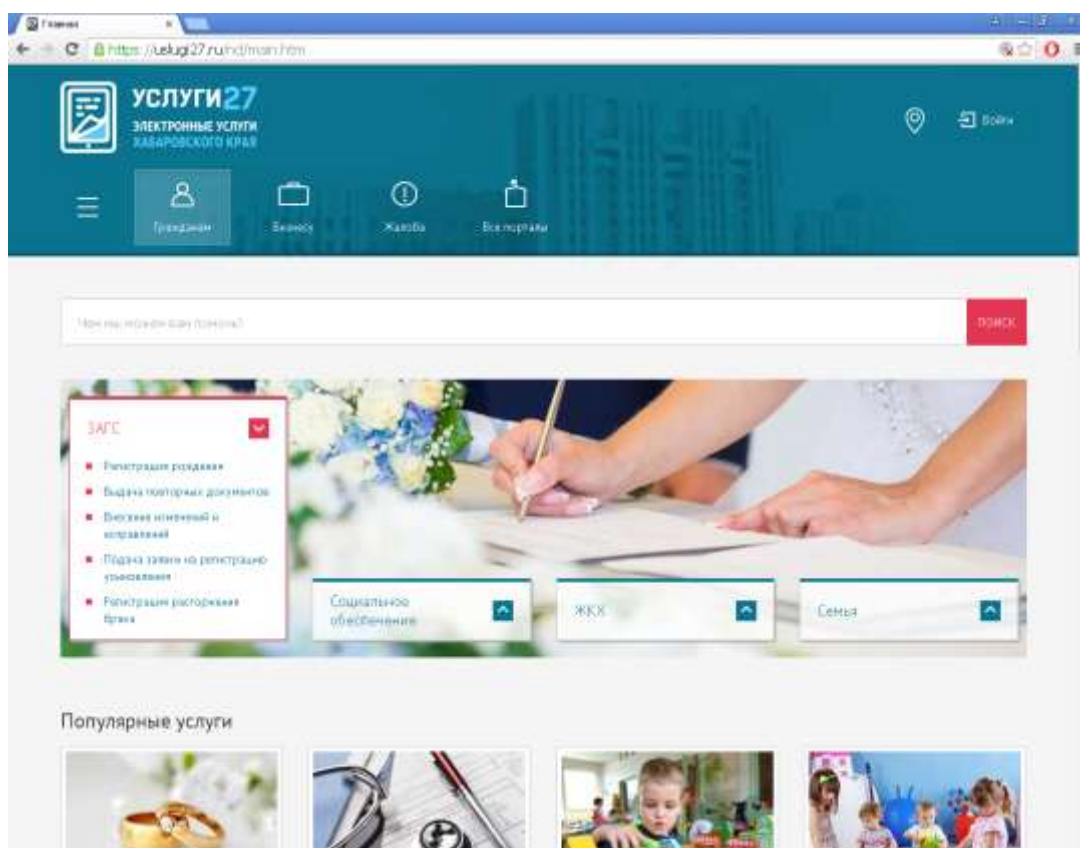 Главная
https://uslugi27.ru/hd/main.htm
УСЛУГИ27
ЭЛЕКТРОННЫЕ УСЛУГИ
ХАБАРОВСКОГО КРАЯ
Войти
Гражданам
Бизнесу
Жалоба
Все порталы
Чем мы можем вам помочь?
ПОИСК
ЗАГС
Регистрация рождения
Выдача повторных документов
Внесение изменений и
исправлений
Подача заявки на регистрацию
усыновления
Регистрация расторжения
брака
Социальное
обеспечение
ЖКХ
Семья
Популярные услуги